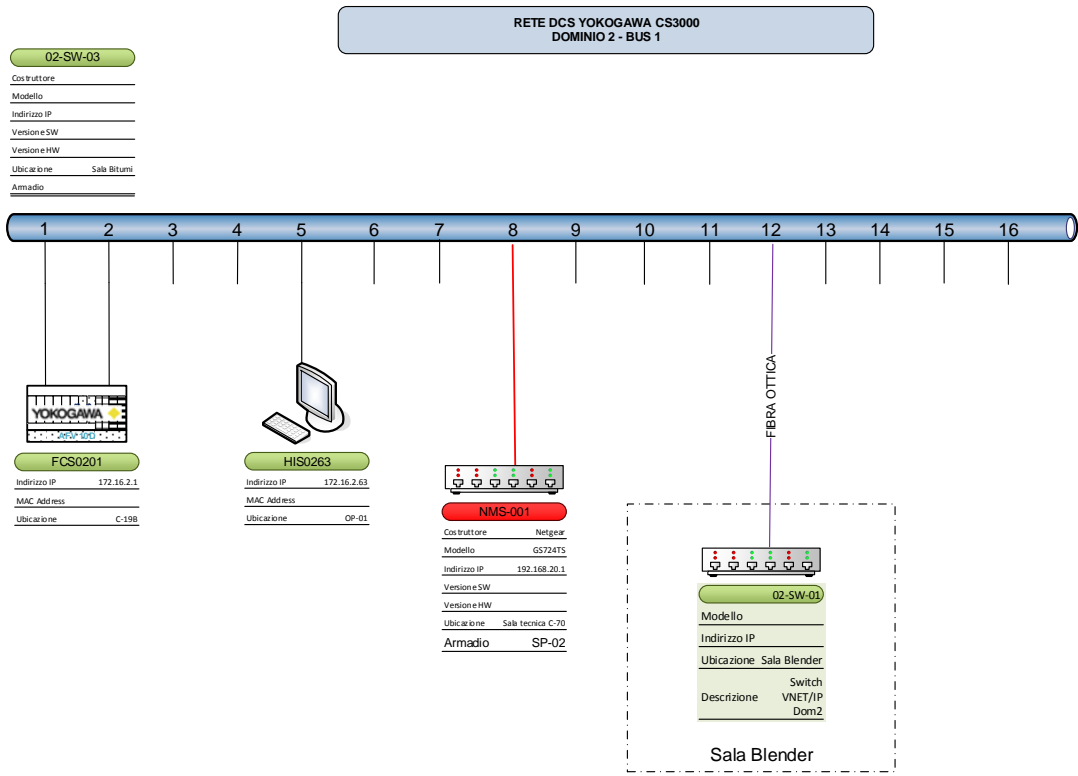 RETE DCS YOKOGAWA CS3000
DOMINIO 2 - BUS 1
02-SW-03
Costruttore
Modello
Indirizzo IP
Versione SW
Versione HW
Ubicazione Sala Bitumi
Armadio
1 2 3 4 5 6 7 8 9 10 11 12 13 14 15 16
FIBRA OTTICA
YOKOGAWA
FCS0201
Indirizzo IP 172.16.2.1
MAC Address
Ubicazione C-19B
HIS0263
Indirizzo IP 172.16.2.63
MAC Address
Ubicazione OP-01
NMS-001
Costruttore Netgear
Modello GS724TS
Indirizzo IP 192.168.20.1
Versione SW
Versione HW
Ubicazione Sala tecnica C-70
Armadio SP-02
02-SW-01
Modello
Indirizzo IP
Ubicazione Sala Blender
Descrizione Switch
VNET/IP
Dom2
Sala Blender